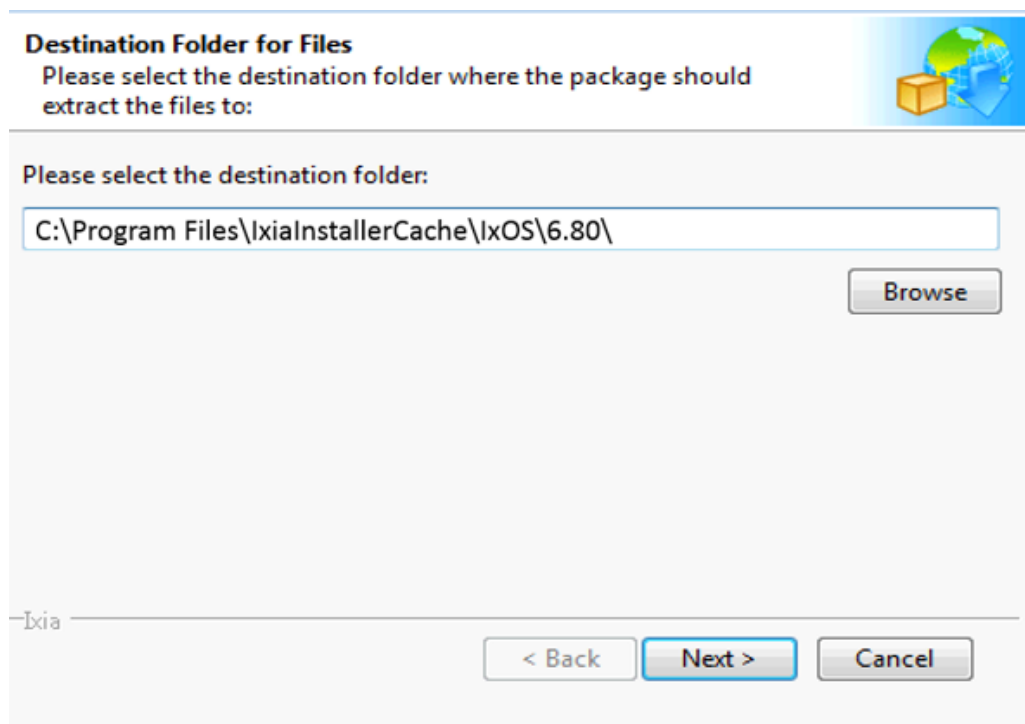 Destination Folder for Files
Please select the destination folder where the package should
extract the files to:
Please select the destination folder:
C:\Program Files\IxiaInstallerCache\IxOS\6.80\
Browse
Ixia
< Back
Next >
Cancel